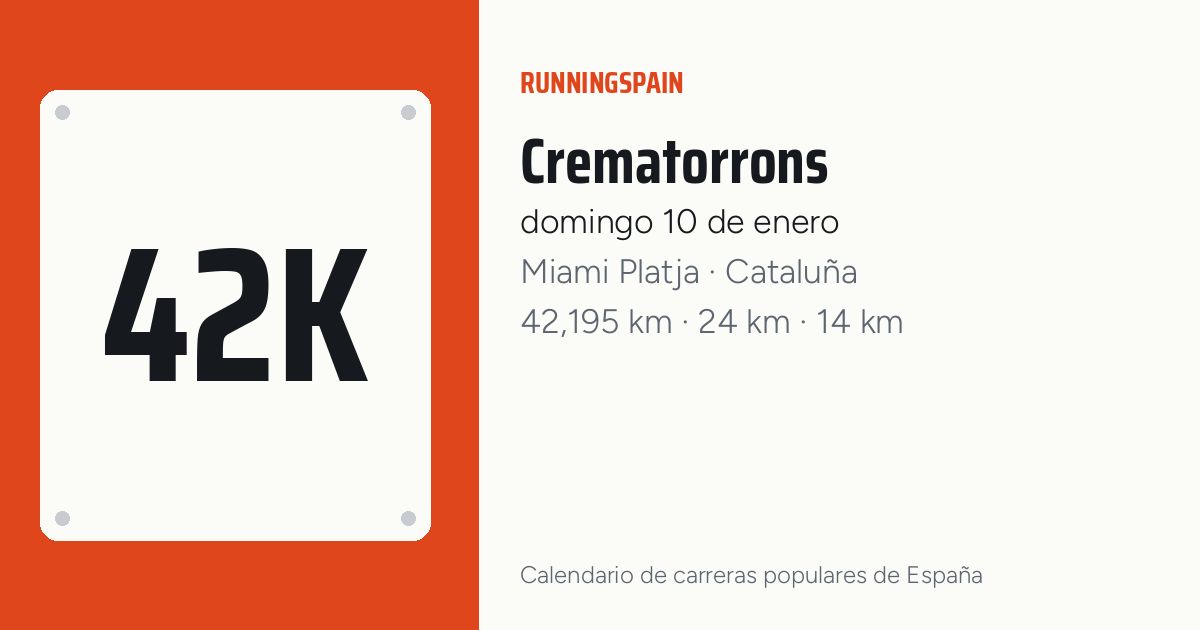 42K
RUNNINGSPAIN
Crematorrons
domingo 10 de enero
Miami Platja · Cataluña
42,195 km · 24 km · 14 km
Calendario de carreras populares de España